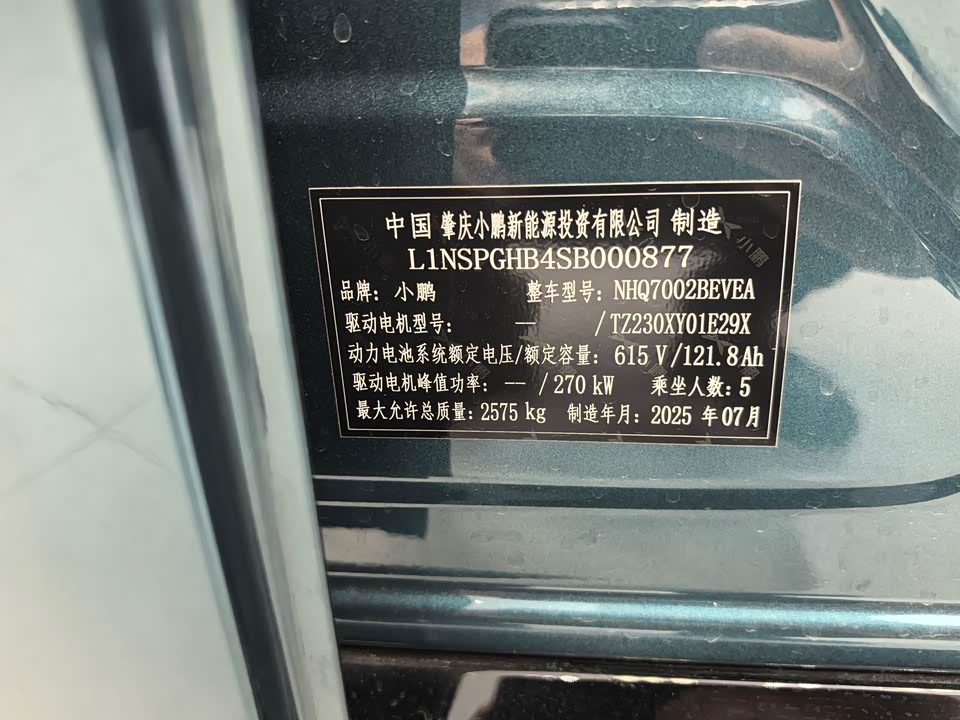 中国 肇庆小鹏新能源投资有限公司 制造
L1NSPGHB4SB000877
品牌：小鹏 整车型号：NHQ7002BEVEA
驱动电机型号： -- /TZ230XY01E29X
动力电池系统额定电压/额定容量：615 V/121.8Ah
驱动电机峰值功率：-- /270 kW 乘坐人数：5
最大允许总质量：2575 kg 制造年月：2025 年07月